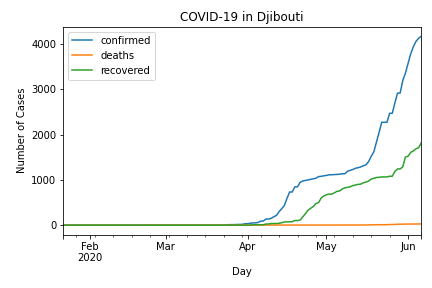 COVID-19 in Djibouti
confirmed
deaths
recovered
Number of Cases
4000
3000
2000
1000
0
Feb
2020
Mar
Apr
May
Jun
Day